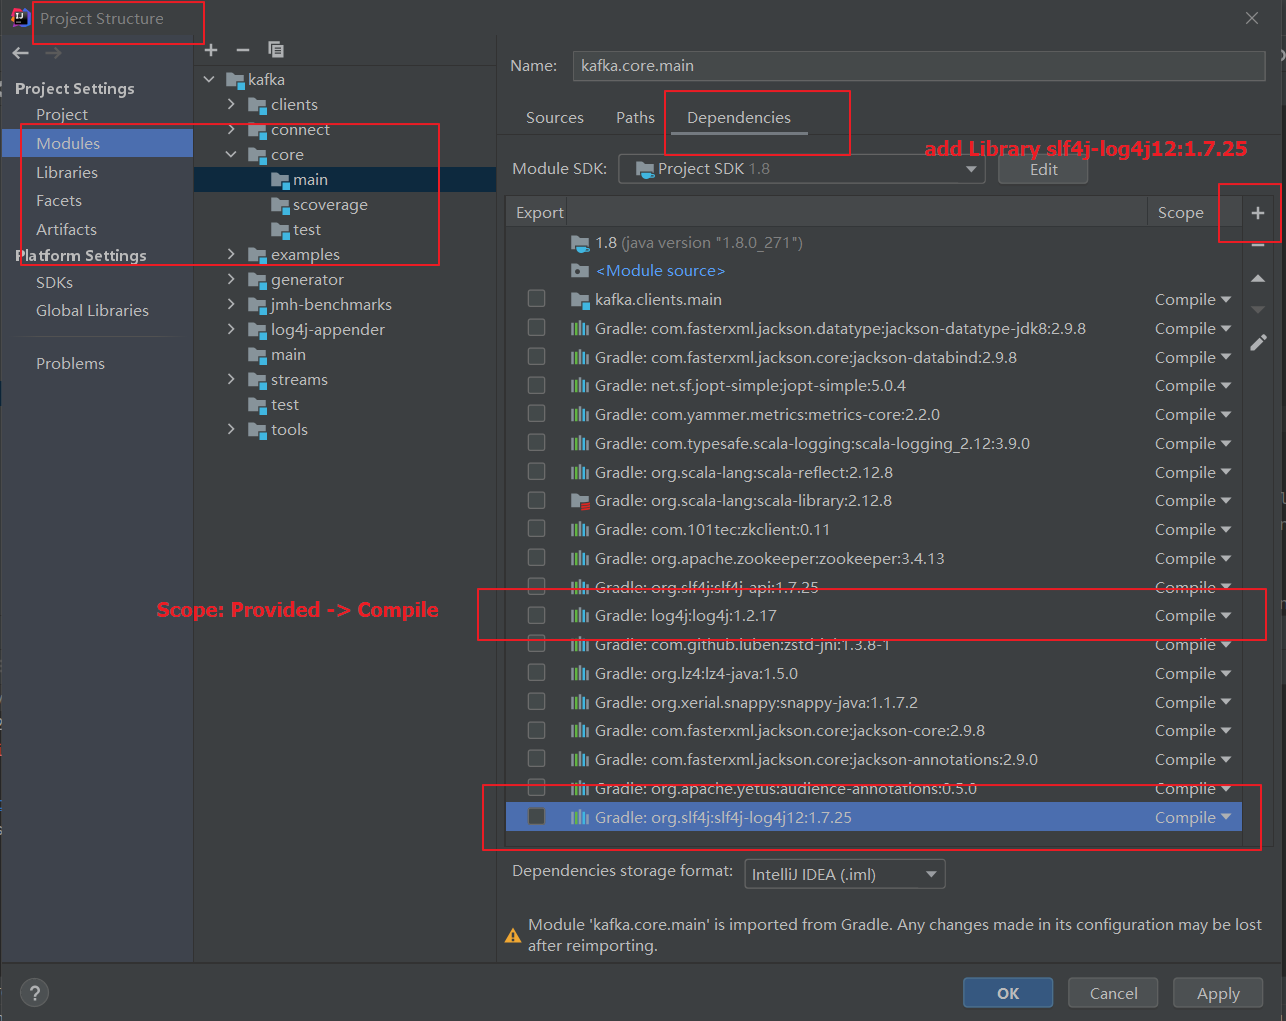 Project Structure
Project Settings
Project
Modules
Libraries
Facets
Artifacts
Platform Settings
SDKs
Global Libraries
Problems
kafka
clients
connect
core
main
scoverage
test
examples
generator
jmh-benchmarks
log4j-appender
main
streams
test
tools
Name: kafka.core.main
Sources Paths Dependencies
add Library slf4j-log4j12:1.7.25
Module SDK: Project SDK 1.8 Edit
Export Scope
1.8 (java version "1.8.0_271")
<Module source>
kafka.clients.main Compile
Gradle: com.fasterxml.jackson.datatype:jackson-datatype-jdk8:2.9.8 Compile
Gradle: com.fasterxml.jackson.core:jackson-databind:2.9.8 Compile
Gradle: net.sf.jopt-simple:jopt-simple:5.0.4 Compile
Gradle: com.yammer.metrics:metrics-core:2.2.0 Compile
Gradle: com.typesafe.scala-logging:scala-logging_2.12:3.9.0 Compile
Gradle: org.scala-lang:scala-reflect:2.12.8 Compile
Gradle: org.scala-lang:scala-library:2.12.8 Compile
Gradle: com.101tec:zkclient:0.11 Compile
Gradle: org.apache.zookeeper:zookeeper:3.4.13 Compile
Gradle: org.slf4j:slf4j-api:1.7.25 Compile
Scope: Provided -> Compile
Gradle: log4j:log4j:1.2.17 Compile
Gradle: com.github.luben:zstd-jni:1.3.8-1 Compile
Gradle: org.lz4:lz4-java:1.5.0 Compile
Gradle: org.xerial.snappy:snappy-java:1.1.7.2 Compile
Gradle: com.fasterxml.jackson.core:jackson-core:2.9.8 Compile
Gradle: com.fasterxml.jackson.core:jackson-annotations:2.9.0 Compile
Gradle: org.apache.yetus:audience-annotations:0.5.0 Compile
Gradle: org.slf4j:slf4j-log4j12:1.7.25 Compile
Dependencies storage format: IntelliJ IDEA (.iml)
Module 'kafka.core.main' is imported from Gradle. Any changes made in its configuration may be lost
after reimporting.
? OK Cancel Apply